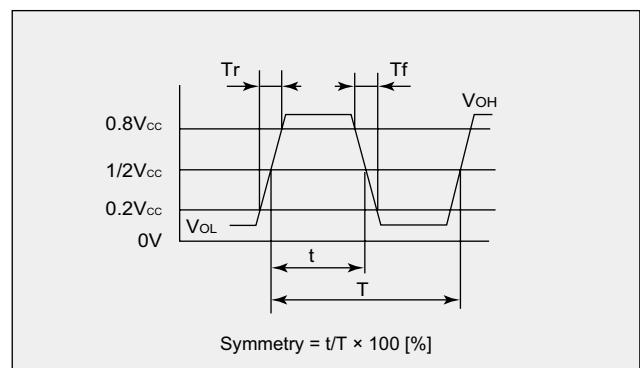 Tr Tf
VOH
0.8Vcc
1/2Vcc
0.2Vcc
VOL
0V
t
T
Symmetry = t/T × 100 [%]